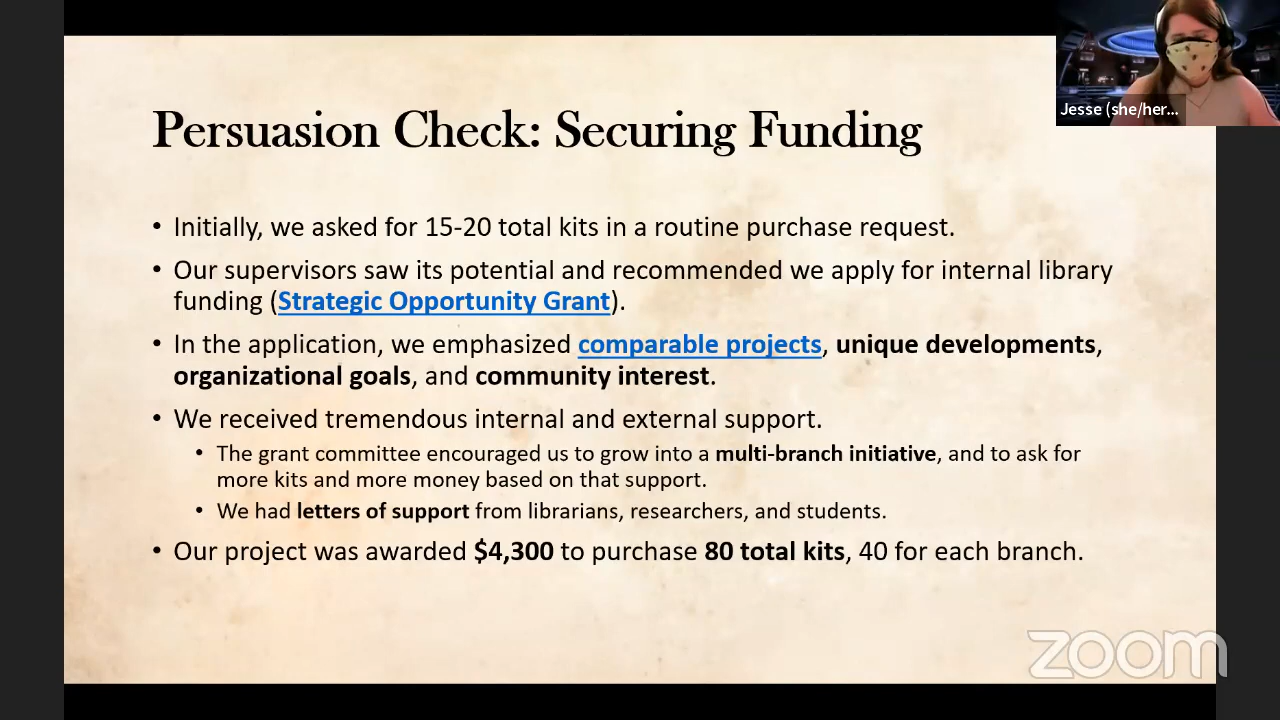 Jesse (she/her...
Persuasion Check: Securing Funding
• Initially, we asked for 15-20 total kits in a routine purchase request.
• Our supervisors saw its potential and recommended we apply for internal library
funding (Strategic Opportunity Grant).
• In the application, we emphasized comparable projects, unique developments,
organizational goals, and community interest.
• We received tremendous internal and external support.
• The grant committee encouraged us to grow into a multi-branch initiative, and to ask for
more kits and more money based on that support.
• We had letters of support from librarians, researchers, and students.
• Our project was awarded $4,300 to purchase 80 total kits, 40 for each branch.
zoom